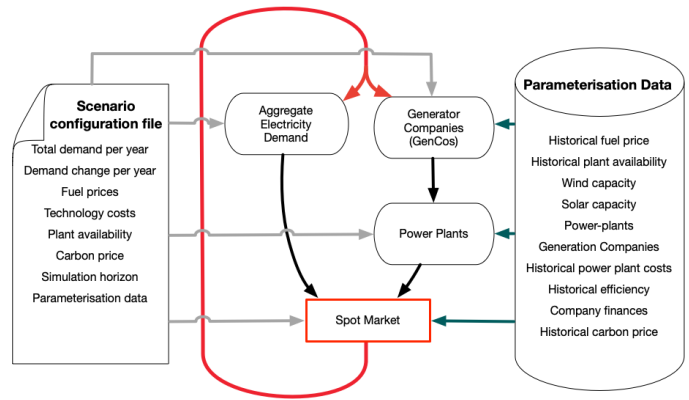 Scenario
configuration file
Total demand per year
Demand change per year
Fuel prices
Technology costs
Plant availability
Carbon price
Simulation horizon
Parameterisation data
Aggregate
Electricity
Demand
Generator
Companies
(GenCos)
Power Plants
Spot Market
Parameterisation Data
Historical fuel price
Historical plant availability
Wind capacity
Solar capacity
Power-plants
Generation Companies
Historical power plant costs
Historical efficiency
Company finances
Historical carbon price